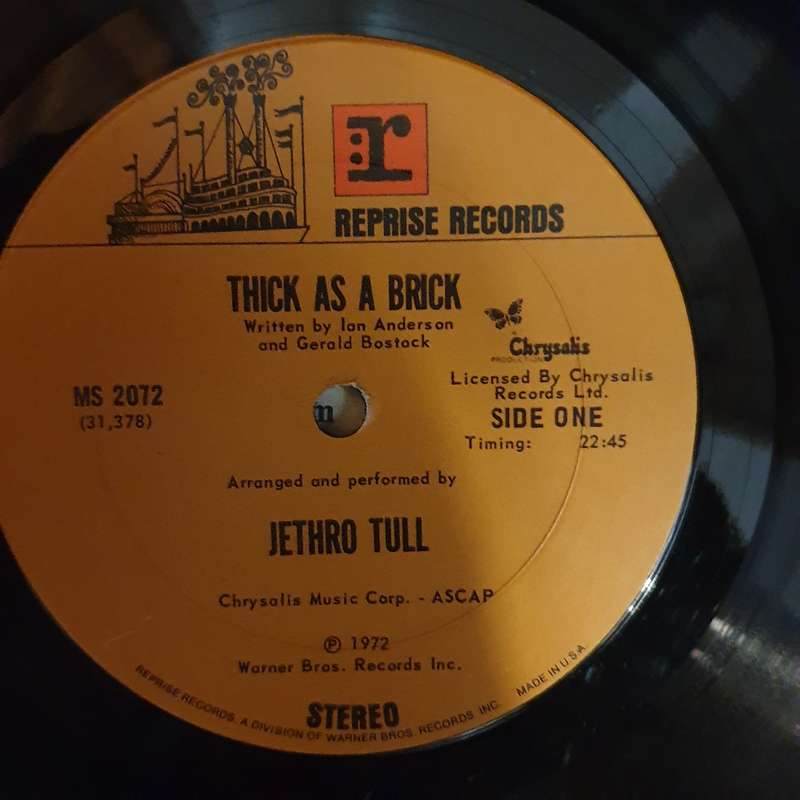 :r
REPRISE RECORDS
THICK AS A BRICK
Written by Ian Anderson
and Gerald Bostock
A
Chrysalis
PRODUCTION
Licensed By Chrysalis
Records Ltd.
MS 2072
(31,378)
SIDE ONE
Timing: 22:45
m
Arranged and performed by
JETHRO TULL
Chrysalis Music Corp. - ASCAP
℗ 1972
Warner Bros. Records Inc.
STEREO
REPRISE RECORDS, A DIVISION OF WARNER BROS. RECORDS, INC. MADE IN U.S.A.